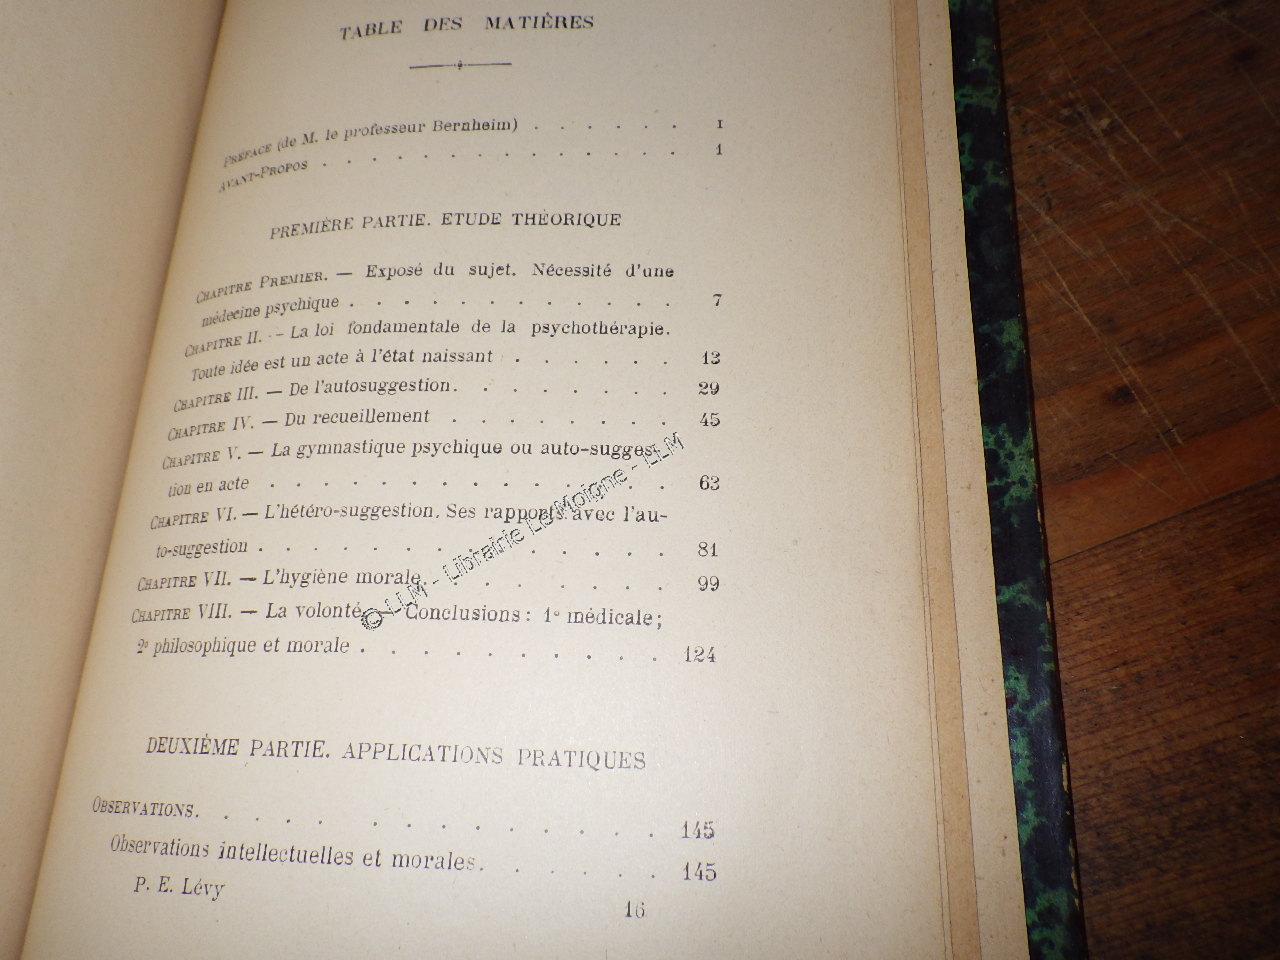 TABLE DES MATIÈRES
PRÉFACE (de M. le professeur Bernheim) . . . . . . I
AVANT-PROPOS . . . . . . . . . . . . . . 1
PREMIÈRE PARTIE. ETUDE THÉORIQUE
CHAPITRE PREMIER. — Exposé du sujet. Nécessité d'une
médecine psychique . . . . . . . . . . . . 7
CHAPITRE II. — La loi fondamentale de la psychothérapie.
Toute idée est un acte à l'état naissant . . . . . . 13
CHAPITRE III. — De l'autosuggestion. . . . . . . . 29
CHAPITRE IV. — Du recueillement . . . . . . . . 45
CHAPITRE V. — La gymnastique psychique ou auto-sugges-
tion en acte . . . . . . . . . . . . . . 63
CHAPITRE VI. — L'hétéro-suggestion. Ses rapports avec l'au-
to-suggestion . . . . . . . . . . . . . . 81
CHAPITRE VII. — L'hygiène morale. . . . . . . . . 99
CHAPITRE VIII. — La volonté. — Conclusions : 1º médicale ;
2º philosophique et morale . . . . . . . . . . . 124
© LLM - Librairie Le Moigne - LLM
DEUXIÈME PARTIE. APPLICATIONS PRATIQUES
OBSERVATIONS. . . . . . . . . . . . . . . . 145
Observations intellectuelles et morales. . . . . . . 145
P. E. Lévy
16